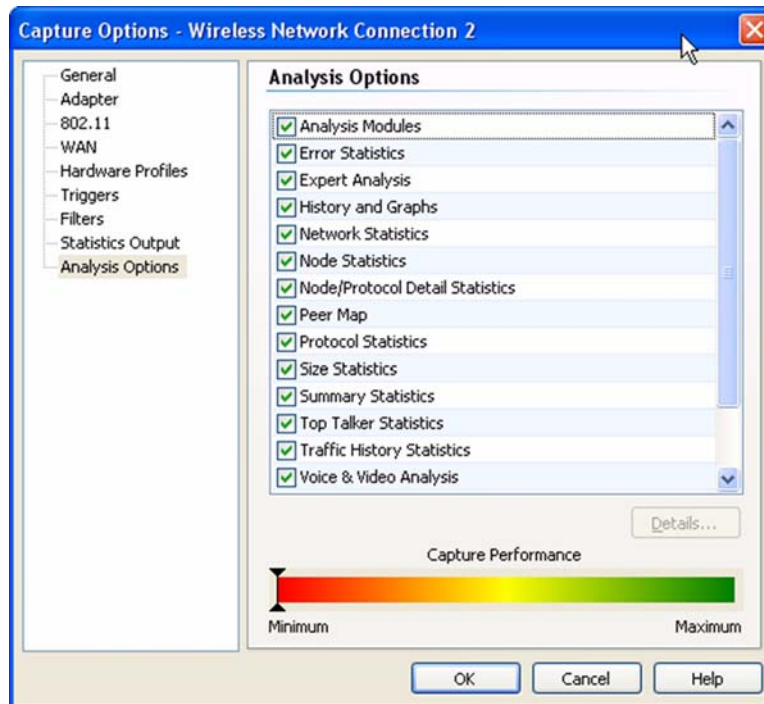 Capture Options - Wireless Network Connection 2
General
Adapter
802.11
WAN
Hardware Profiles
Triggers
Filters
Statistics Output
Analysis Options
Analysis Options
Analysis Modules
Error Statistics
Expert Analysis
History and Graphs
Network Statistics
Node Statistics
Node/Protocol Detail Statistics
Peer Map
Protocol Statistics
Size Statistics
Summary Statistics
Top Talker Statistics
Traffic History Statistics
Voice & Video Analysis
Details...
Capture Performance
Minimum
Maximum
OK
Cancel
Help